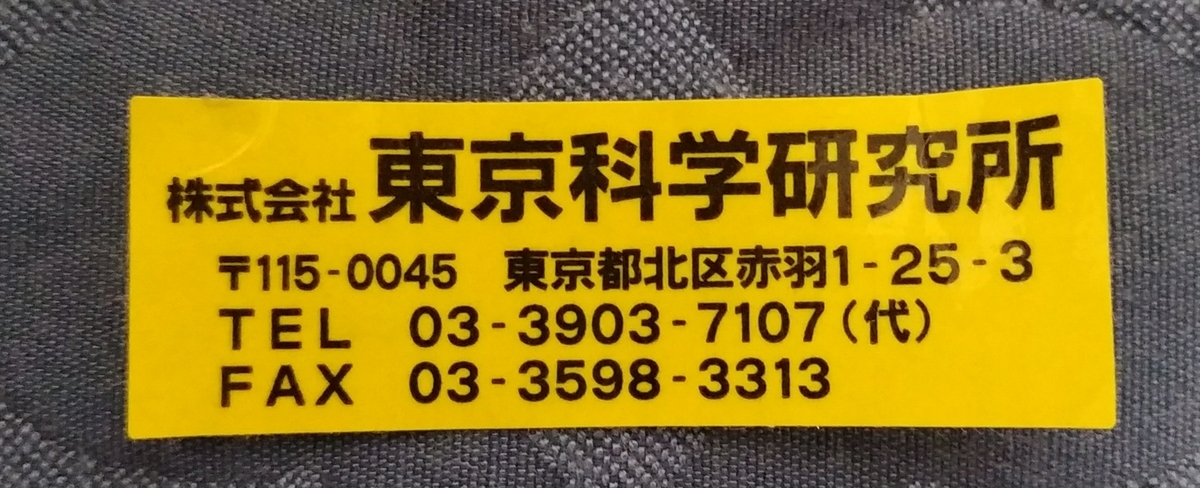 株式会社 東京科学研究所
〒115-0045 東京都北区赤羽1-25-3
TEL 03-3903-7107(代)
FAX 03-3598-3313